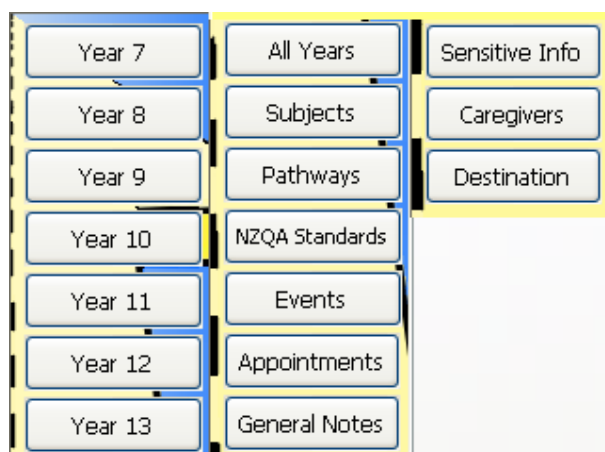 Year 7
Year 8
Year 9
Year 10
Year 11
Year 12
Year 13
All Years
Subjects
Pathways
NZQA Standards
Events
Appointments
General Notes
Sensitive Info
Caregivers
Destination